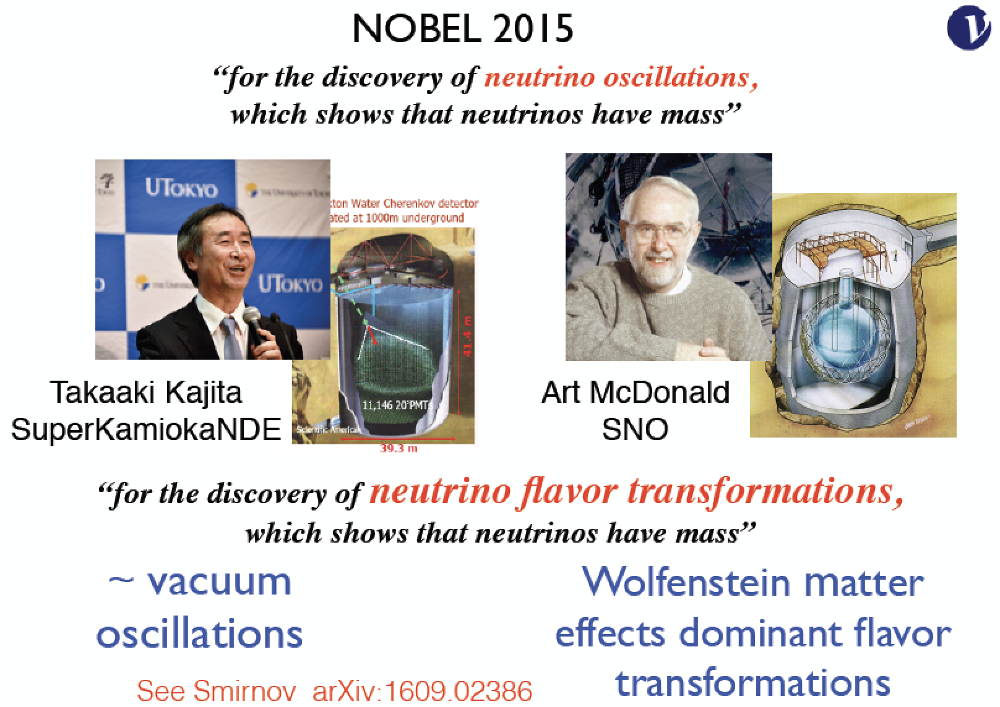 NOBEL 2015
ν
“for the discovery of neutrino oscillations,
which shows that neutrinos have mass”
UTOKYO
UTOKYO
kton Water Cherenkov detector
ated at 1000m underground
41.4 m
11,146 20"PMTs
Scientific American
39.3 m
Takaaki Kajita
SuperKamiokaNDE
Art McDonald
SNO
“for the discovery of neutrino flavor transformations,
which shows that neutrinos have mass”
~ vacuum
oscillations
Wolfenstein matter
effects dominant flavor
transformations
See Smirnov arXiv:1609.02386